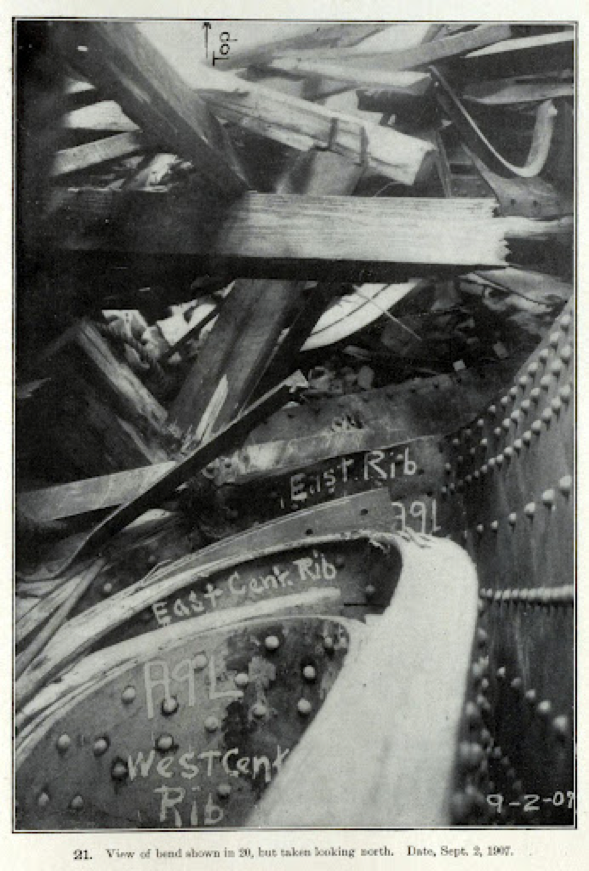 Top
East Rib
A9L
East Cent. Rib
A9L
West Cent
Rib
9-2-07
21. View of bend shown in 20, but taken looking north. Date, Sept. 2, 1907.